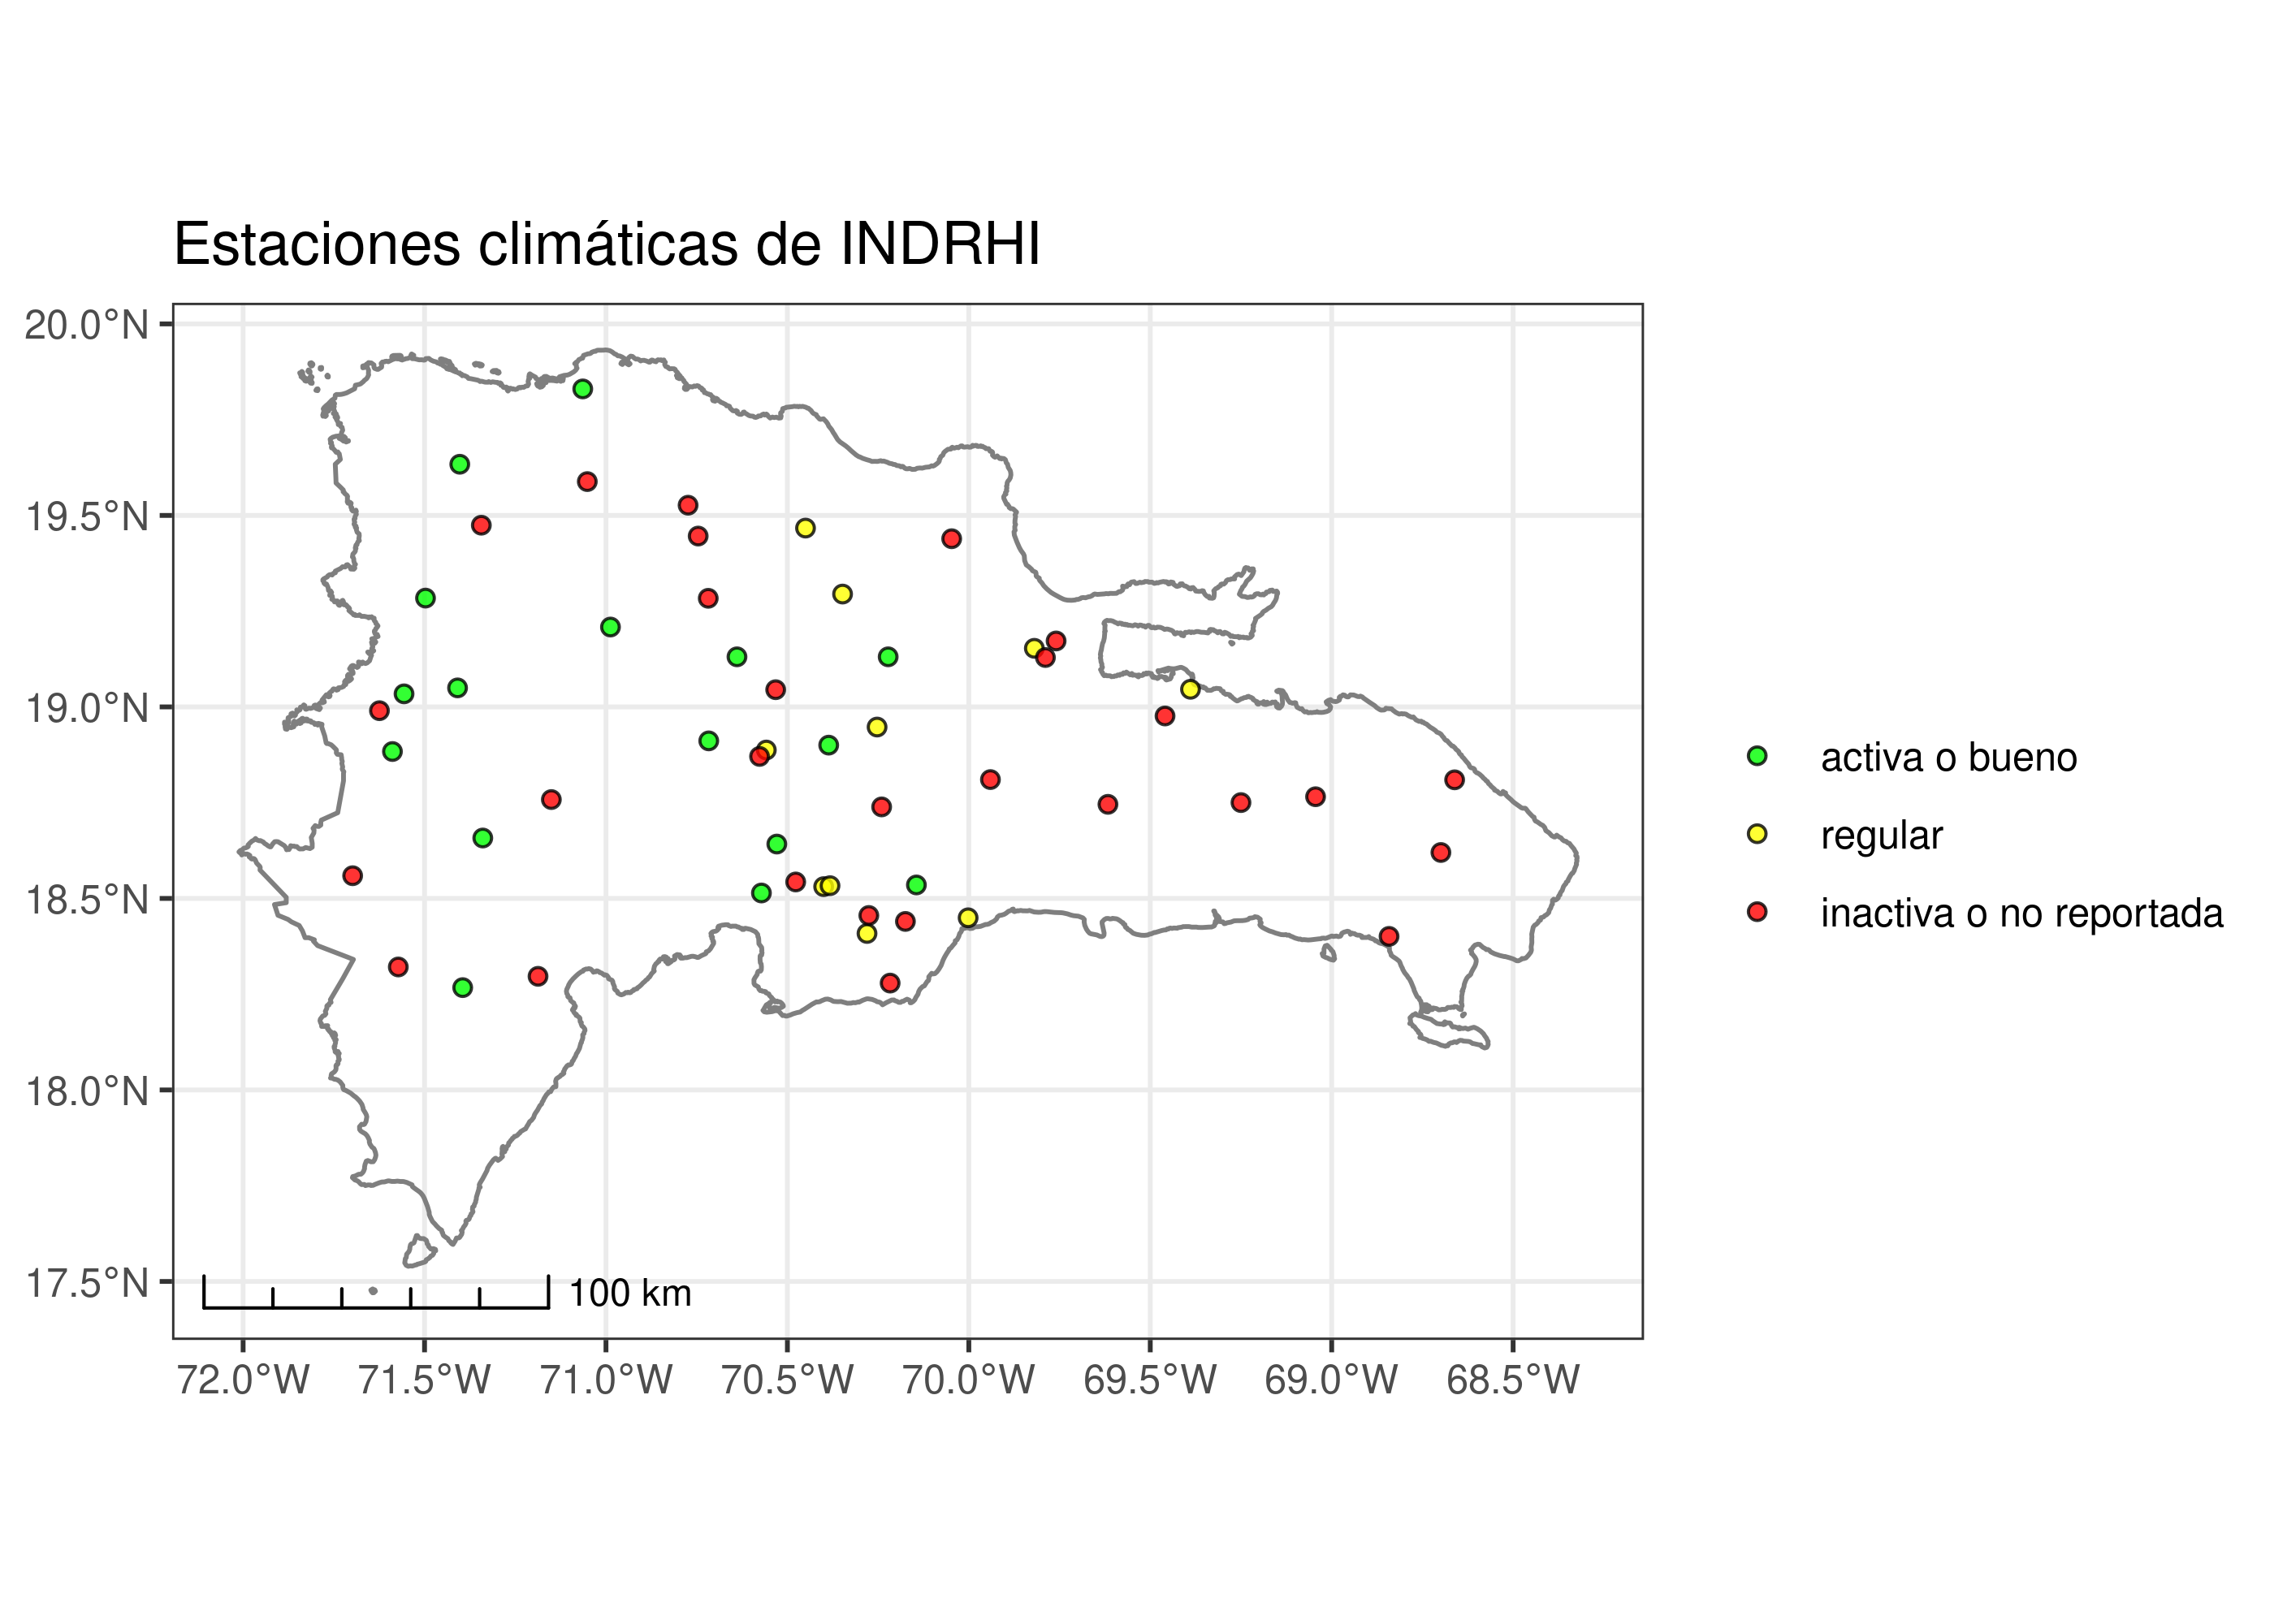 Estaciones climáticas de INDRHI
20.0°N
19.5°N
19.0°N
18.5°N
18.0°N
17.5°N
100 km
72.0°W 71.5°W 71.0°W 70.5°W 70.0°W 69.5°W 69.0°W 68.5°W
activa o bueno
regular
inactiva o no reportada